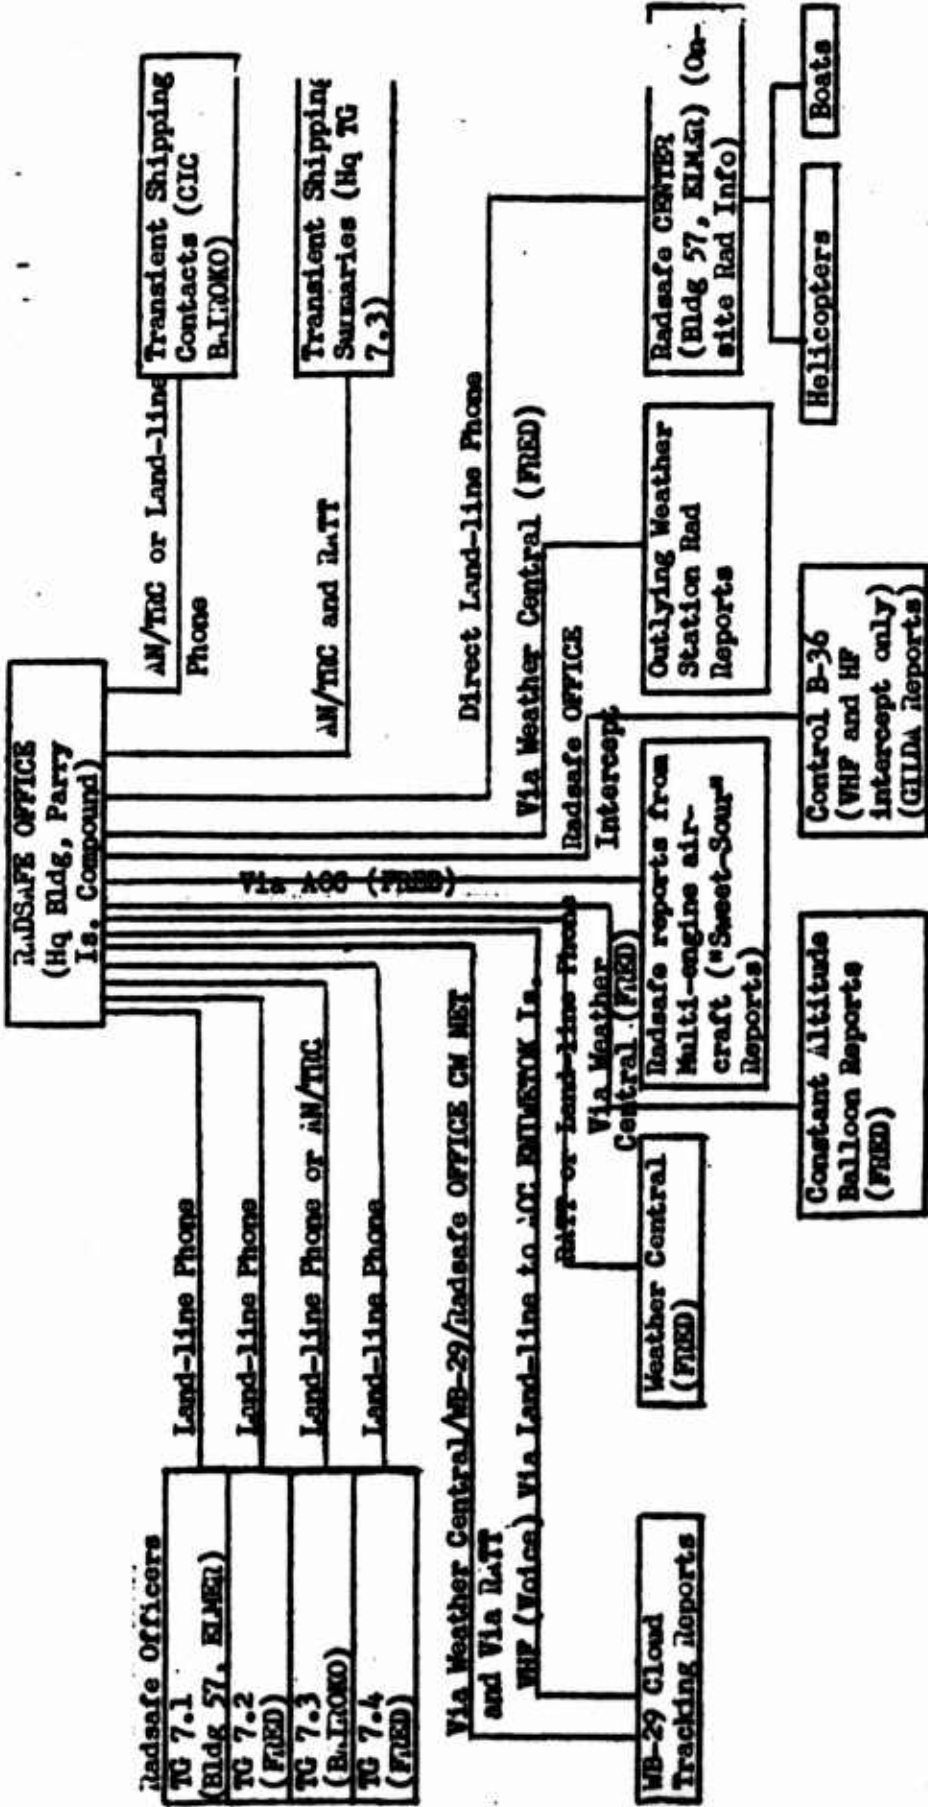 RADSAFE OFFICE
(Hq Bldg, Parry
Is. Compound)
Radsafe Officers
TG 7.1
(Bldg 57, ELMER)
TG 7.2
(FRED)
TG 7.3
(BAIROKO)
TG 7.4
(FRED)
Land-line Phone
Land-line Phone
Land-line Phone or AN/TRC
Land-line Phone
AN/TRC or Land-line
Phone
Transient Shipping
Contacts (CIC
BAIROKO)
AN/TRC and RATT
Transient Shipping
Summaries (Hq TG
7.3)
Via Weather Central/WB-29/Radsafe OFFICE CW NET
and Via RATT
VHF (Voice) Via Land-line to AOC ENIWETOK Is.
RATT or Land-line Phone
Via Weather
Central (FRED)
Via AOC (FRED)
Radsafe OFFICE
Intercept
Via Weather Central (FRED)
Direct Land-line Phone
WB-29 Cloud
Tracking Reports
Weather Central
(FRED)
Radsafe reports from
Multi-engine air-
craft ("Sweet-Sour"
Reports)
Outlying Weather
Station Rad
Reports
Radsafe CENTER
(Bldg 57, ELMER) (On-
site Rad Info)
Constant Altitude
Balloon Reports
(FRED)
Control B-36
(VHF and HF
intercept only)
(GILDA Reports)
Helicopters
Boats